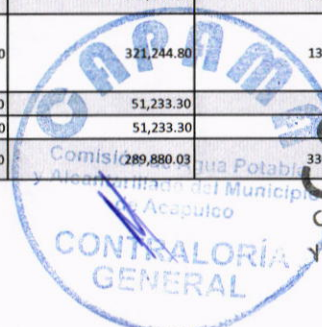 0 321,244.80 13
0 51,233.30
0 51,233.30
0 289,880.03 33
CAPAMA
Comisión de Agua Potable
y Alcantarillado del Municipio
de Acapulco
CONTRALORÍA
GENERAL